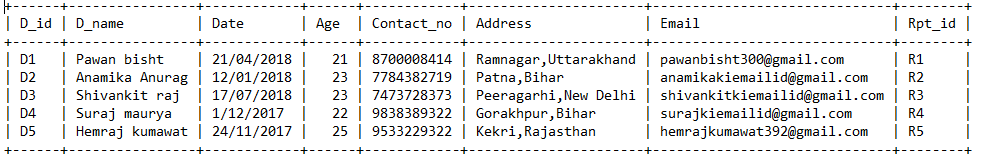 D_id | D_name | Date | Age | Contact_no | Address | Email | Rpt_id
D1 | Pawan bisht | 21/04/2018 | 21 | 8700008414 | Ramnagar,Uttarakhand | pawanbisht300@gmail.com | R1
D2 | Anamika Anurag | 12/01/2018 | 23 | 7784382719 | Patna,Bihar | anamikakiemailid@gmail.com | R2
D3 | Shivankit raj | 17/07/2018 | 23 | 7473728373 | Peeragarhi,New Delhi | shivankitkiemailid@gmail.com | R3
D4 | Suraj maurya | 1/12/2017 | 22 | 9838389322 | Gorakhpur,Bihar | surajkiemailid@gmail.com | R4
D5 | Hemraj kumawat | 24/11/2017 | 25 | 9533229322 | Kekri,Rajasthan | hemrajkumawat392@gmail.com | R5